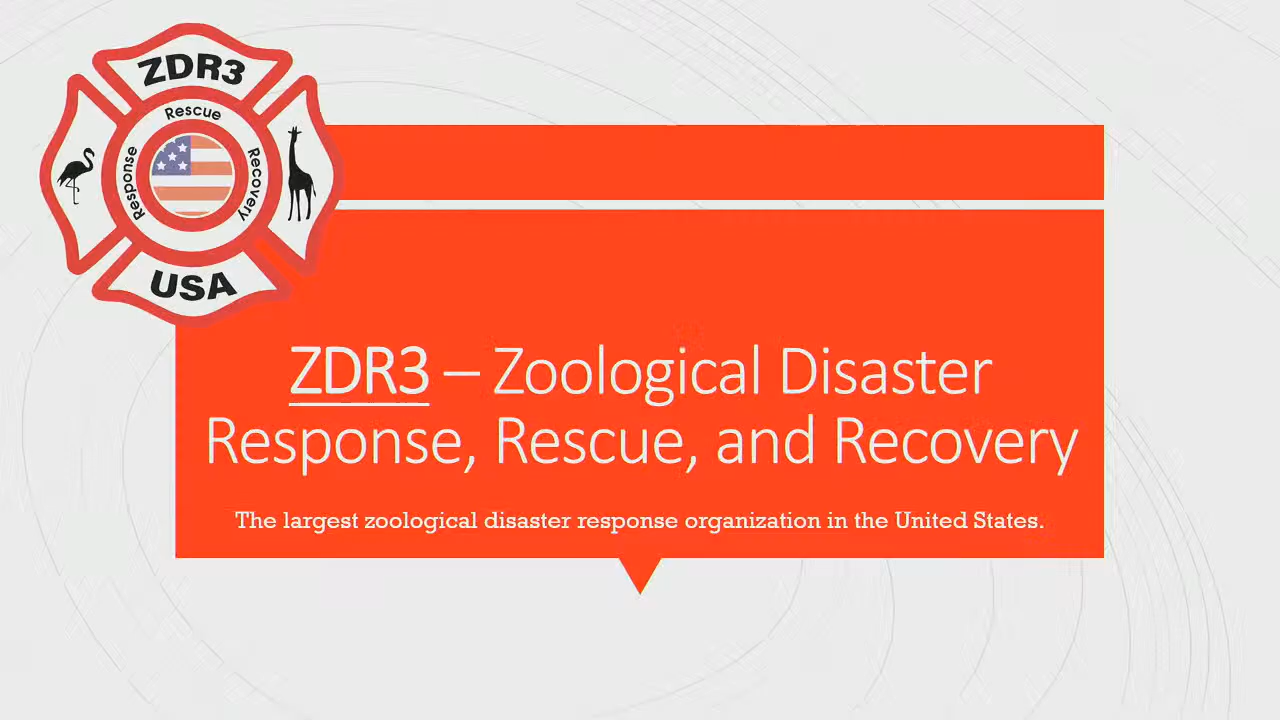 ZDR3
Rescue
Response
Recovery
USA
ZDR3 – Zoological Disaster
Response, Rescue, and Recovery
The largest zoological disaster response organization in the United States.